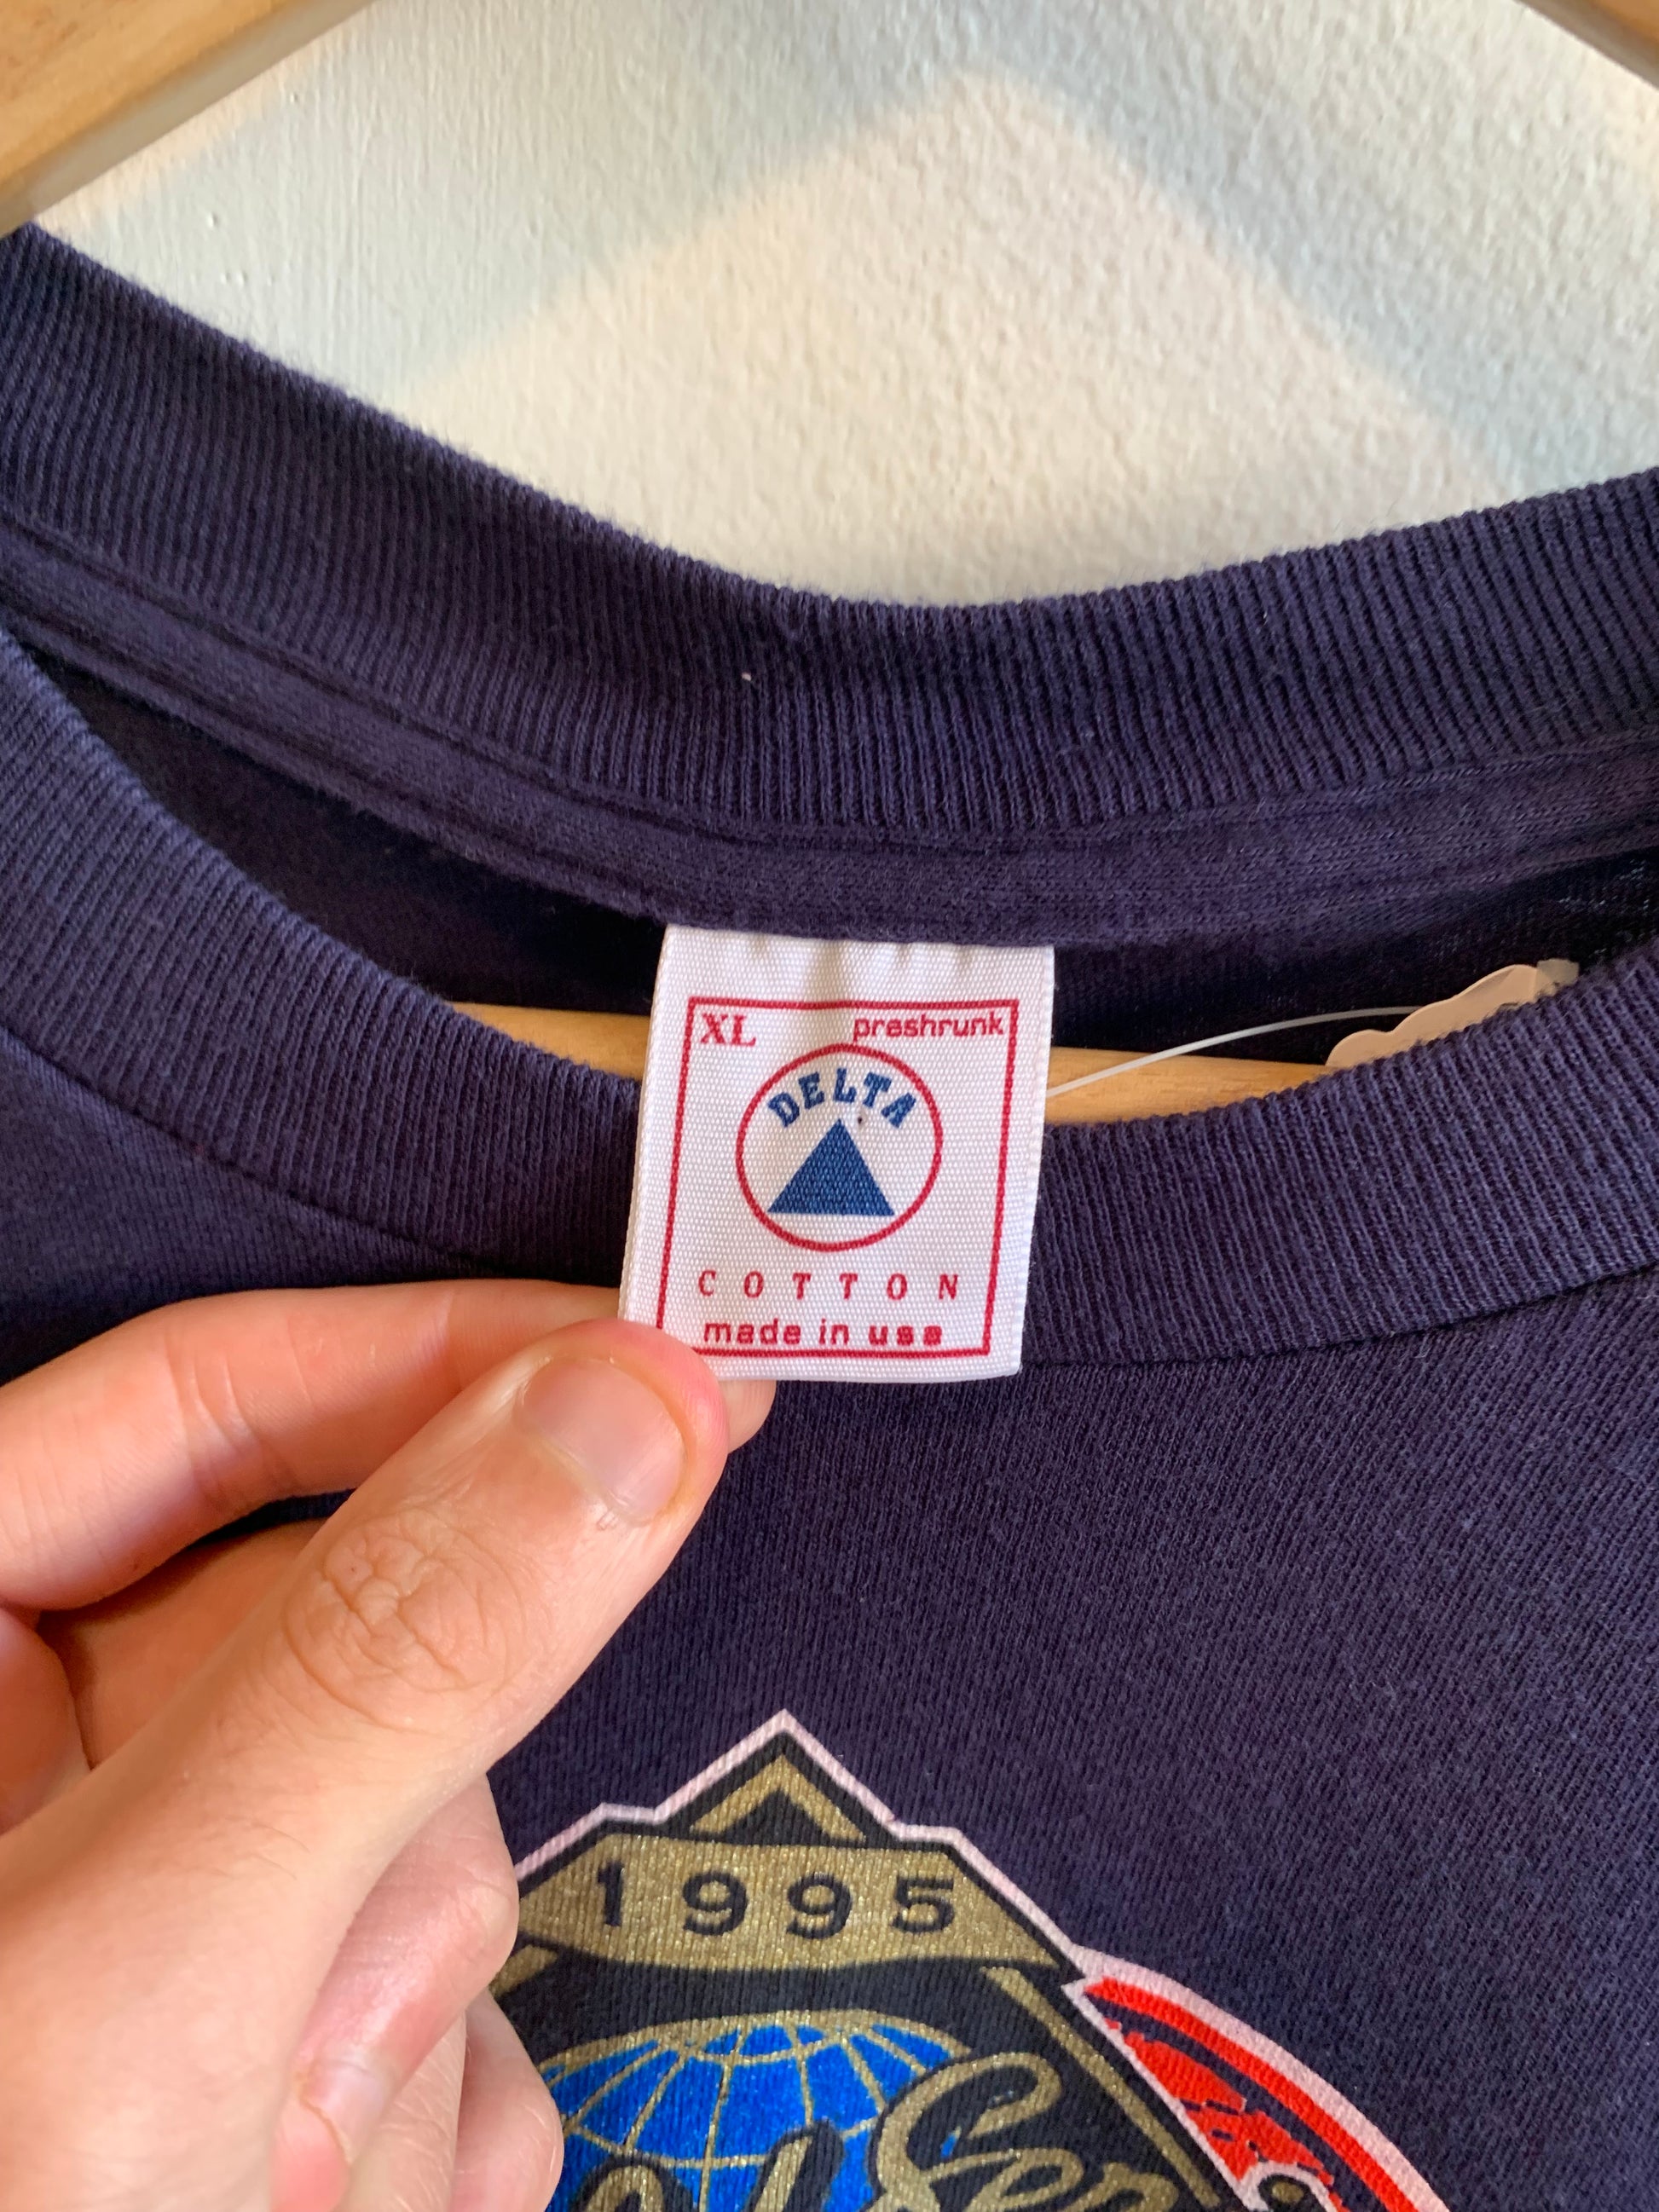 XL preshrunk
DELTA
COTTON
made in usa
1995